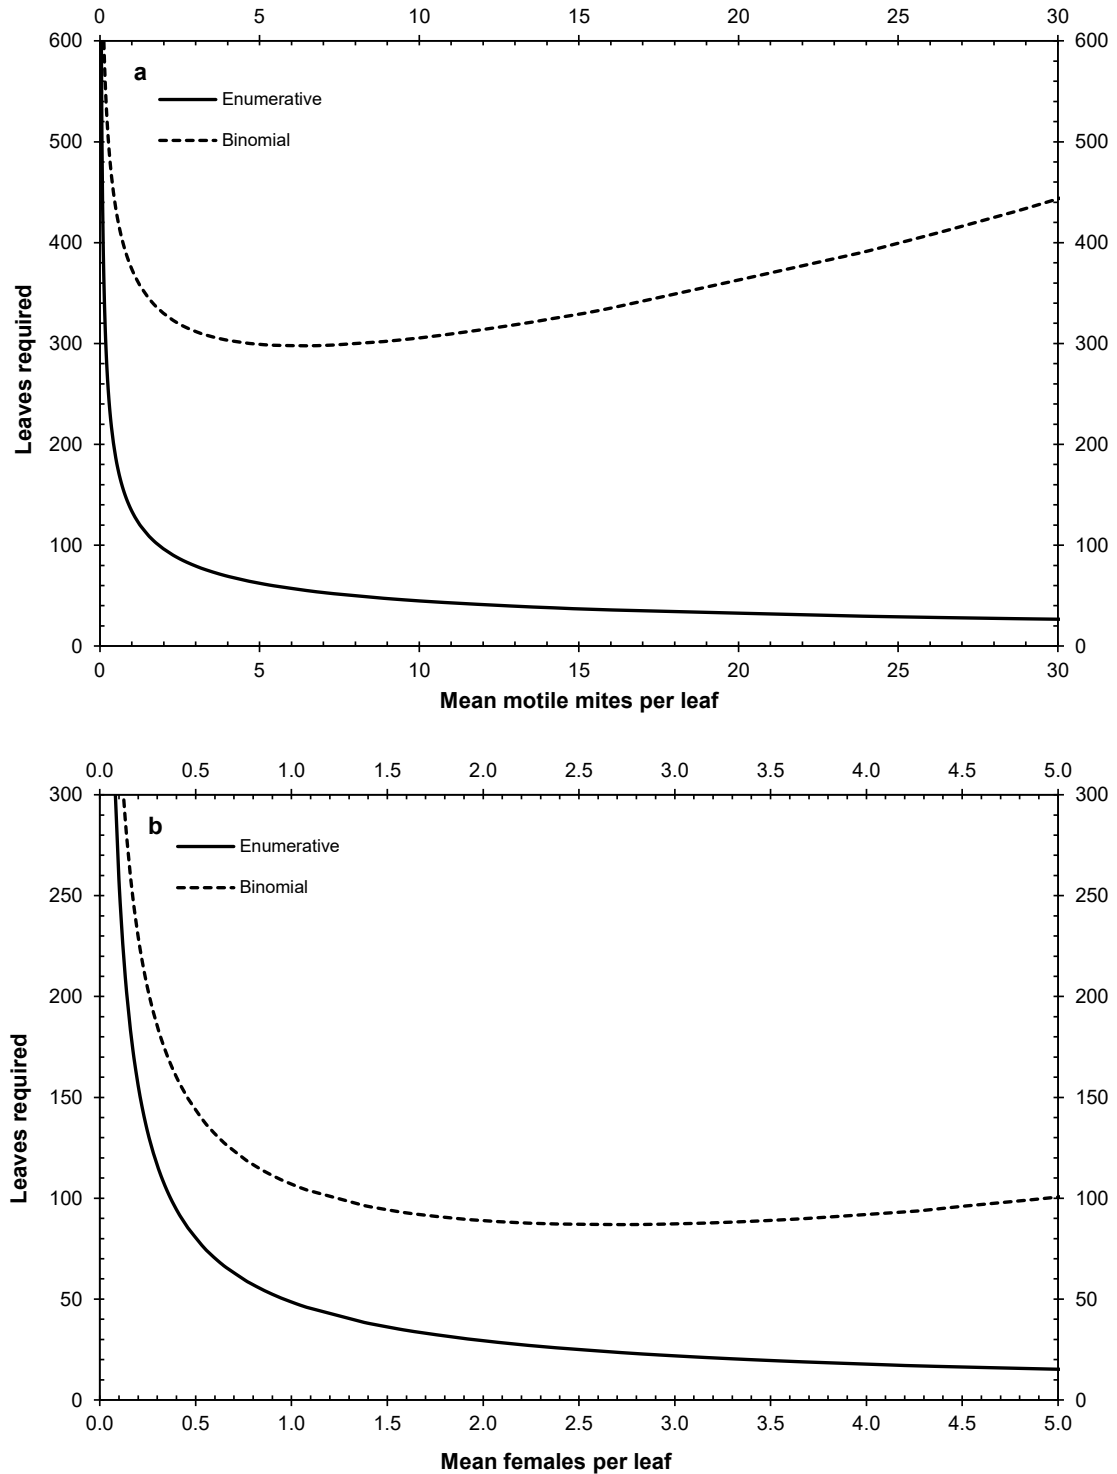 0 5 10 15 20 25 30
600 600
a
Enumerative
500 500
Binomial
400 400
300 300
Leaves required
200 200
100 100
0 0
0 5 10 15 20 25 30
Mean motile mites per leaf
0.0 0.5 1.0 1.5 2.0 2.5 3.0 3.5 4.0 4.5 5.0
300 300
b
Enumerative
Binomial
250 250
200 200
Leaves required
150 150
100 100
50 50
0 0
0.0 0.5 1.0 1.5 2.0 2.5 3.0 3.5 4.0 4.5 5.0
Mean females per leaf